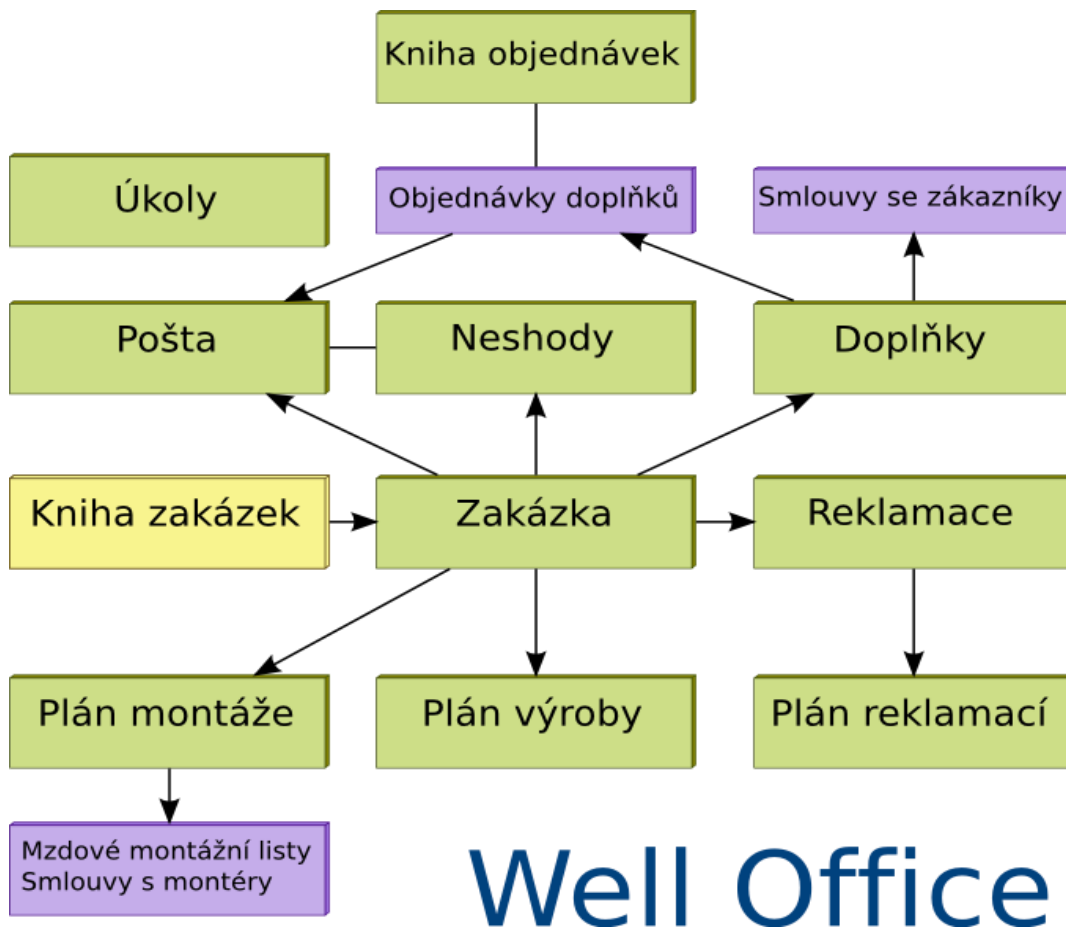 Kniha objednávek
Úkoly
Objednávky doplňků
Smlouvy se zákazníky
Pošta
Neshody
Doplňky
Kniha zakázek
Zakázka
Reklamace
Plán montáže
Plán výroby
Plán reklamací
Mzdové montážní listy
Smlouvy s montéry
Well Office